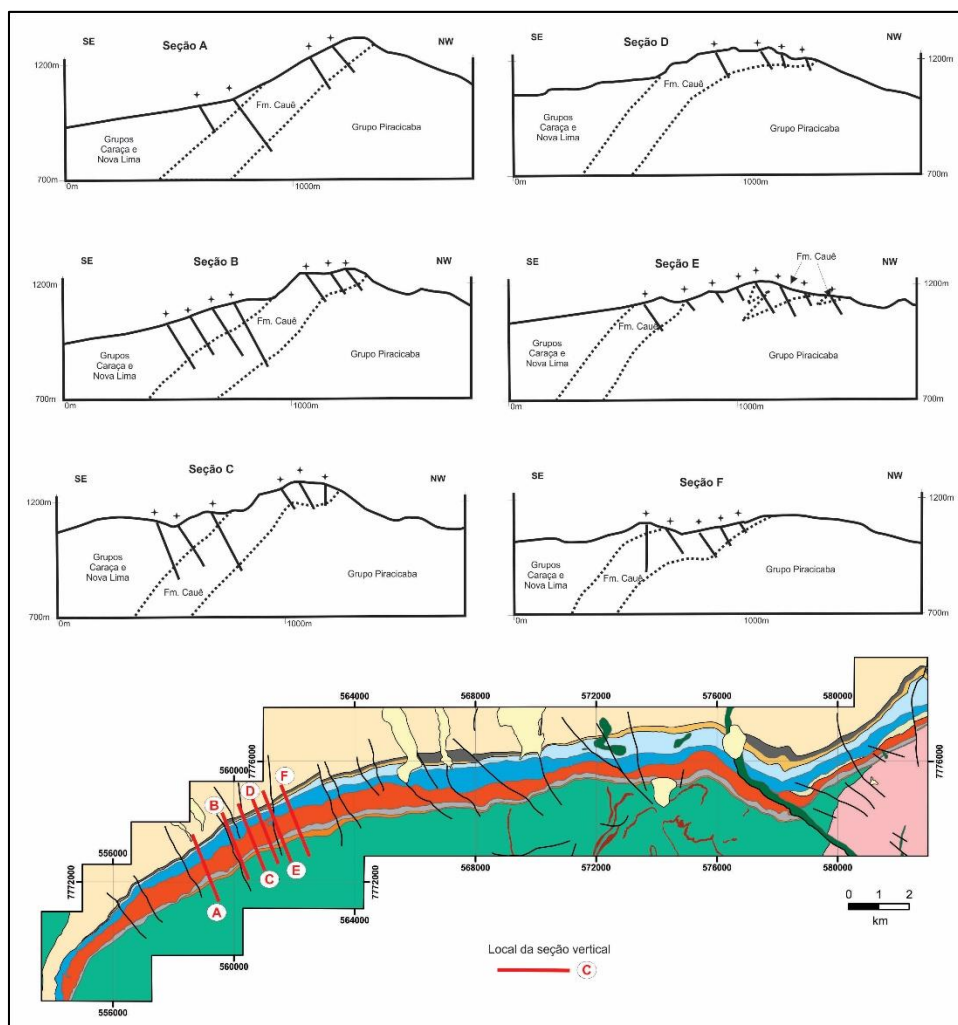 SE
Seção A
NW
1200m
Fm. Cauê
Grupos
Caraça e
Nova Lima
Grupo Piracicaba
700m
0m
1000m
Seção D
1200m
Fm. Cauê
Grupos
Caraça e
Nova Lima
Grupo Piracicaba
700m
0m
1000m
SE
Seção B
NW
1200m
Fm. Cauê
Grupos
Caraça e
Nova Lima
Grupo Piracicaba
700m
0m
1000m
SE
Seção E
Fm. Cauê
NW
1200m
Fm. Cauê
Grupos
Caraça e
Nova Lima
Grupo Piracicaba
700m
0m
1000m
SE
Seção C
NW
1200m
Grupos
Caraça e
Nova Lima
Grupo Piracicaba
Fm. Cauê
700m
0m
1000m
SE
Seção F
NW
1200m
Grupos
Caraça e
Nova Lima
Fm. Cauê
Grupo Piracicaba
700m
0m
1000m
564000
568000
572000
576000
580000
560000
7776000
7776000
F
D
B
556000
C
E
A
7772000
7772000
568000
572000
576000
580000
564000
560000
556000
0 1 2
km
Local da seção vertical
C